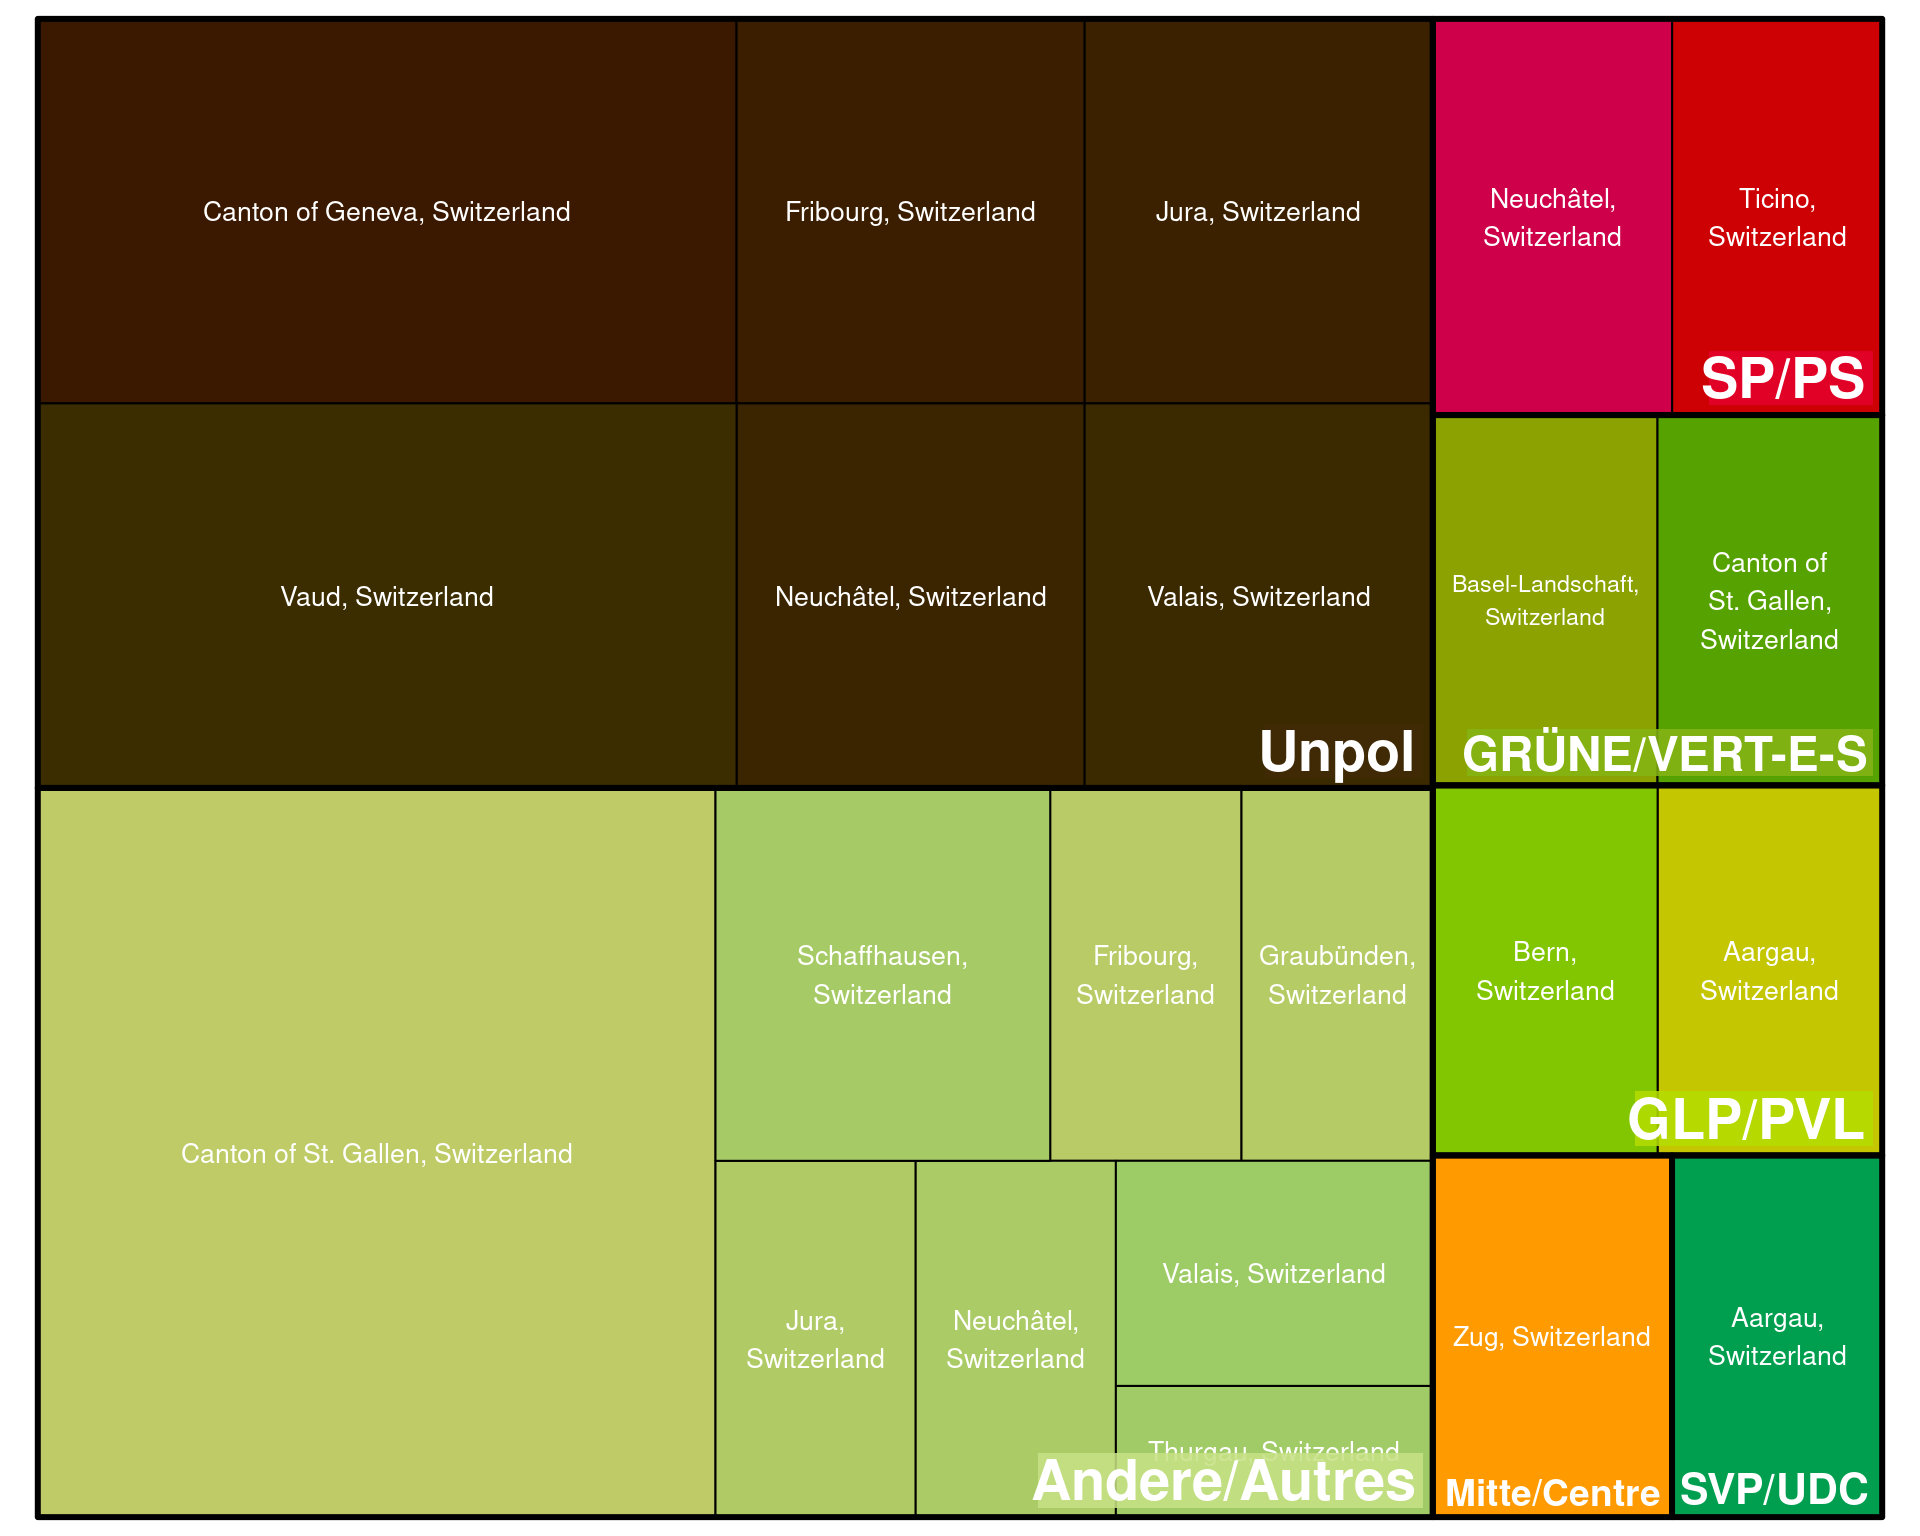 Canton of Geneva, Switzerland
Fribourg, Switzerland
Jura, Switzerland
Vaud, Switzerland
Neuchâtel, Switzerland
Valais, Switzerland
Unpol
Canton of St. Gallen, Switzerland
Schaffhausen,
Switzerland
Fribourg,
Switzerland
Graubünden,
Switzerland
Jura,
Switzerland
Neuchâtel,
Switzerland
Valais, Switzerland
Thurgau, Switzerland
Andere/Autres
Neuchâtel,
Switzerland
Ticino,
Switzerland
SP/PS
Basel-Landschaft,
Switzerland
Canton of
St. Gallen,
Switzerland
GRÜNE/VERT-E-S
Bern,
Switzerland
Aargau,
Switzerland
GLP/PVL
Zug, Switzerland
Mitte/Centre
Aargau,
Switzerland
SVP/UDC